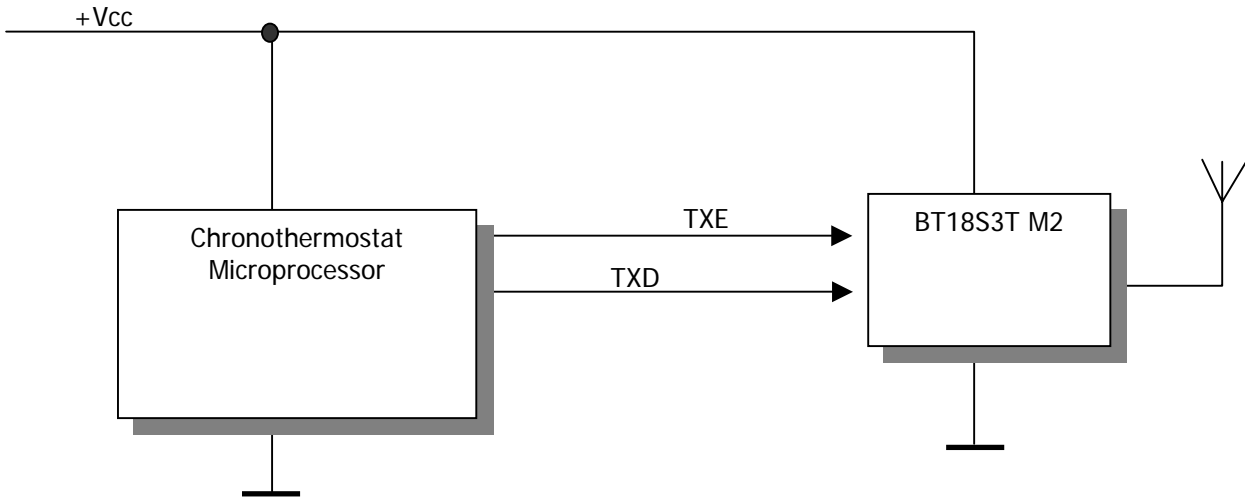 +Vcc
TXE
BT18S3T M2
Chronothermostat
Microprocessor
TXD